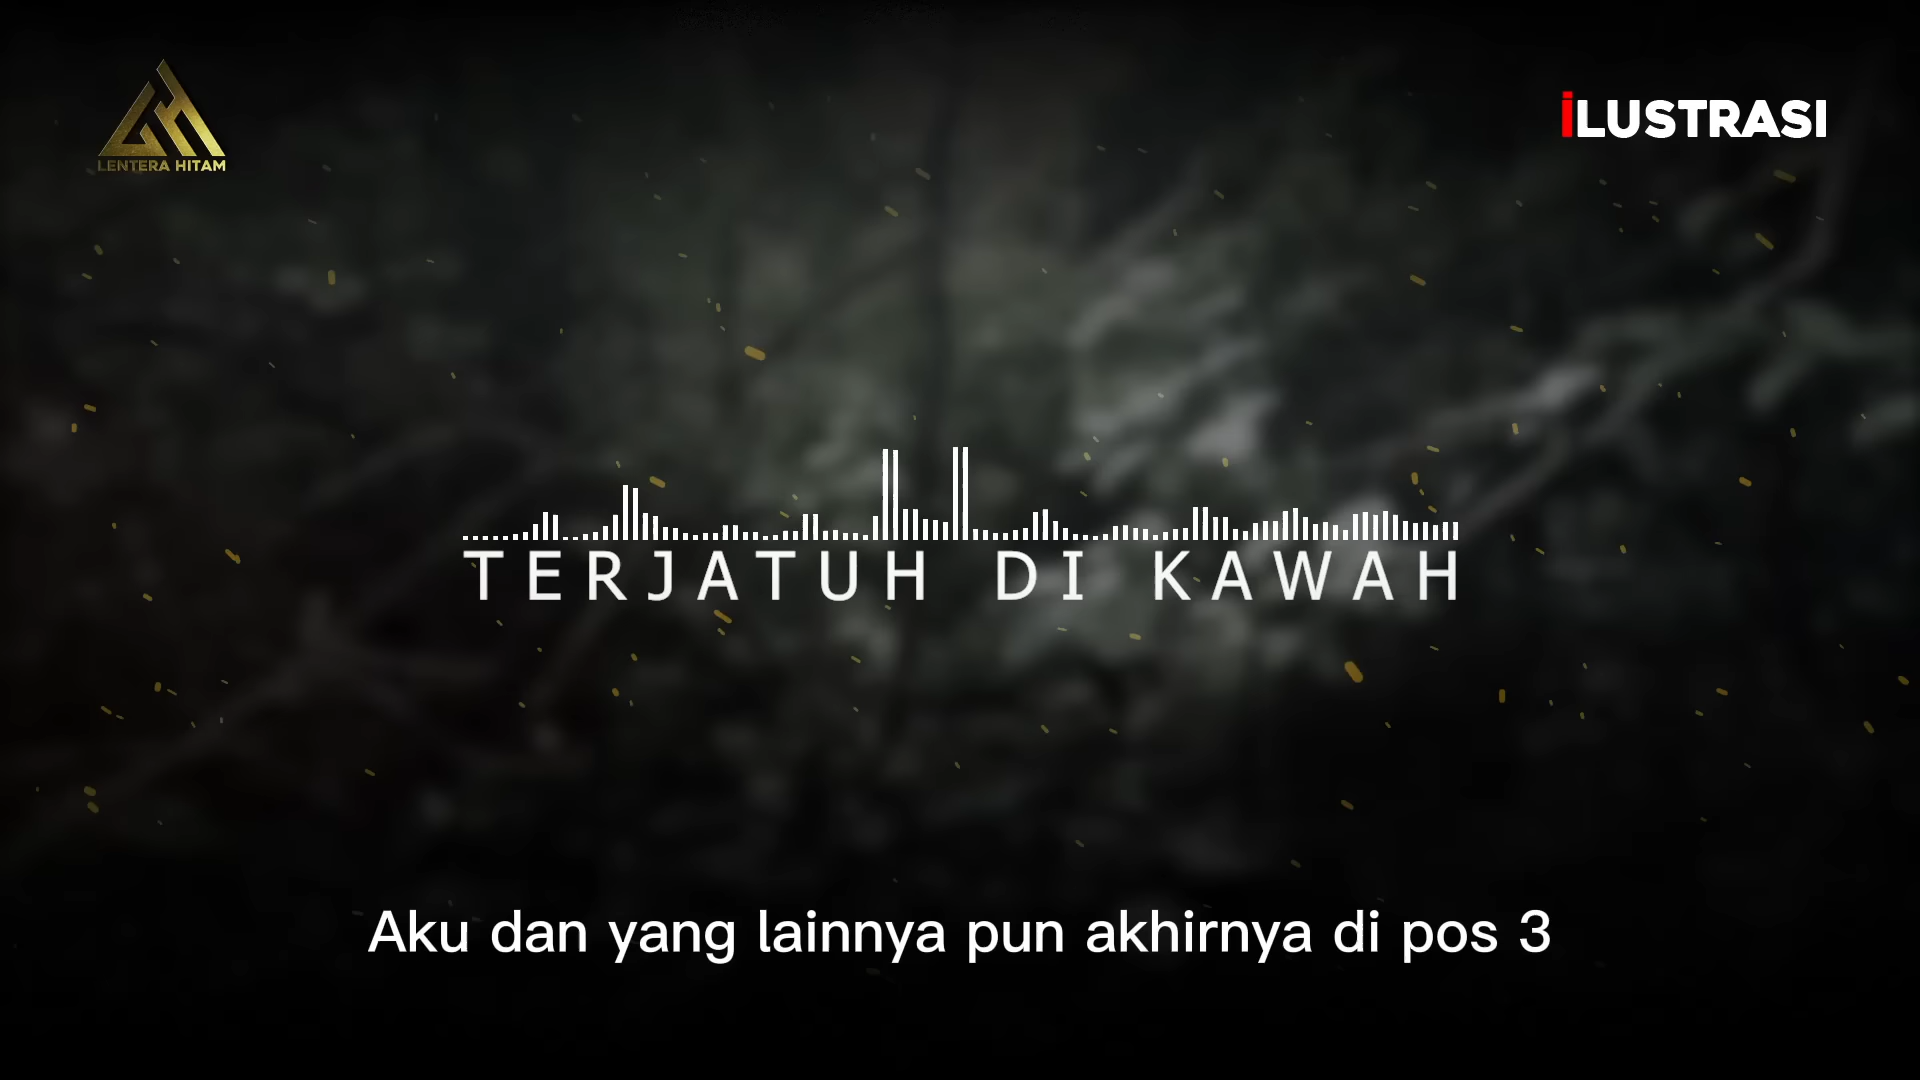 LENTERA HITAM
iLUSTRASI
TERJATUH DI KAWAH
Aku dan yang lainnya pun akhirnya di pos 3